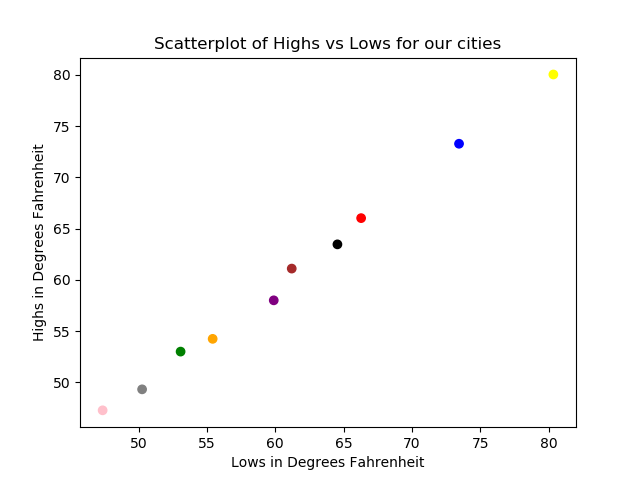 Scatterplot of Highs vs Lows for our cities
80
75
70
65
60
55
50
Highs in Degrees Fahrenheit
50 55 60 65 70 75 80
Lows in Degrees Fahrenheit